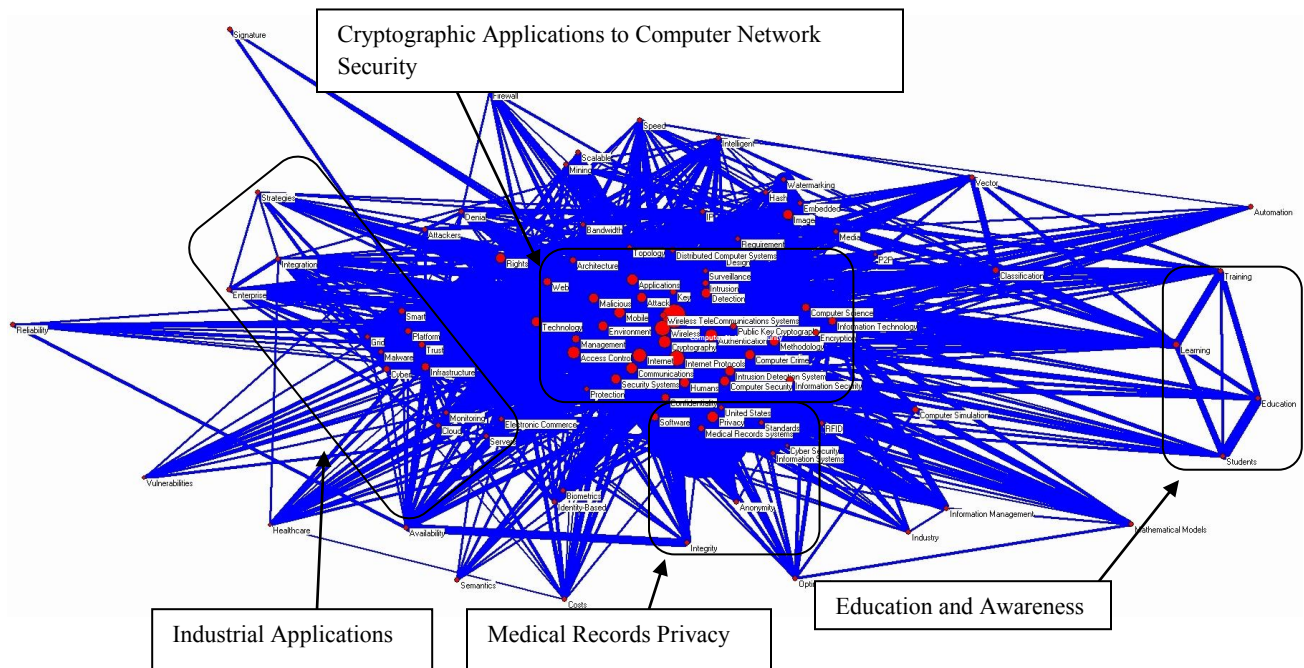 Cryptographic Applications to Computer Network
Security
Signature
Firewall
Speed
Intelligent
Scalable
Mining
Watermarking
Hash
Vector
Strategies
Embedded
Denial
IP
Image
Automation
Attackers
Bandwidth
Requirement
Media
Topology
Distributed Computer Systems
Rights
Architecture
Design
P2P
Integration
Surveillance
Classification
Training
Web
Applications
Intrusion
Enterprise
Malicious
Attack
Key
Detection
Smart
Mobile
Wireless TeleCommunications Systems
Computer Science
Reliability
Technology
Environment
Wireless
Public Key Cryptography
Information Technology
Platform
Authentication
Encryption
Grid
Trust
Management
Cryptography
Methodology
Learning
Malware
Access Control
Internet
Internet Protocols
Computer Crime
Cyber
Infrastructure
Communications
Intrusion Detection System
Security Systems
Humans
Computer Security
Information Security
Protection
Confidentiality
Education
Monitoring
Electronic Commerce
Software
United States
Privacy
Standards
Computer Simulation
Cloud
Servers
Medical Records Systems
RFID
Cyber Security
Information Systems
Students
Vulnerabilities
Biometrics
Identity-Based
Anonymity
Information Management
Healthcare
Availability
Industry
Mathematical Models
Integrity
Semantics
Costs
Industrial Applications
Medical Records Privacy
Education and Awareness